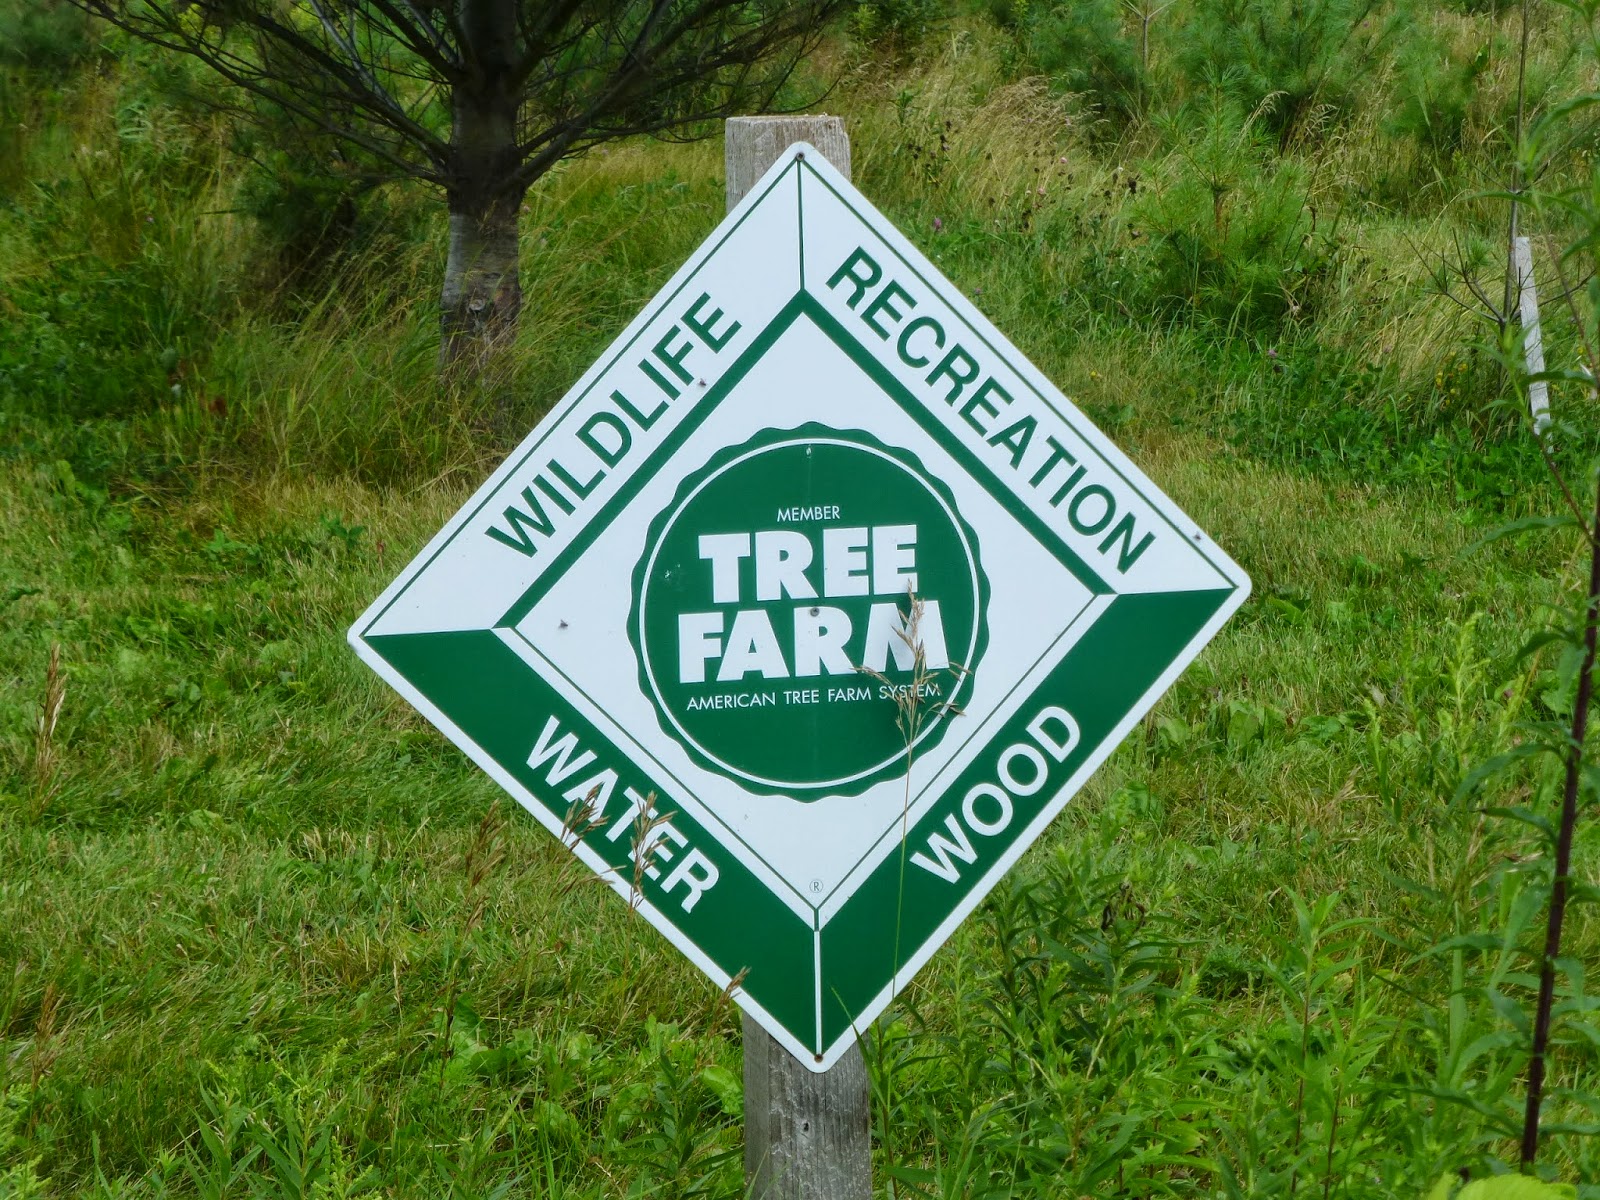 WILDLIFE
RECREATION
MEMBER
TREE
FARM
AMERICAN TREE FARM SYSTEM
WATER
WOOD
®